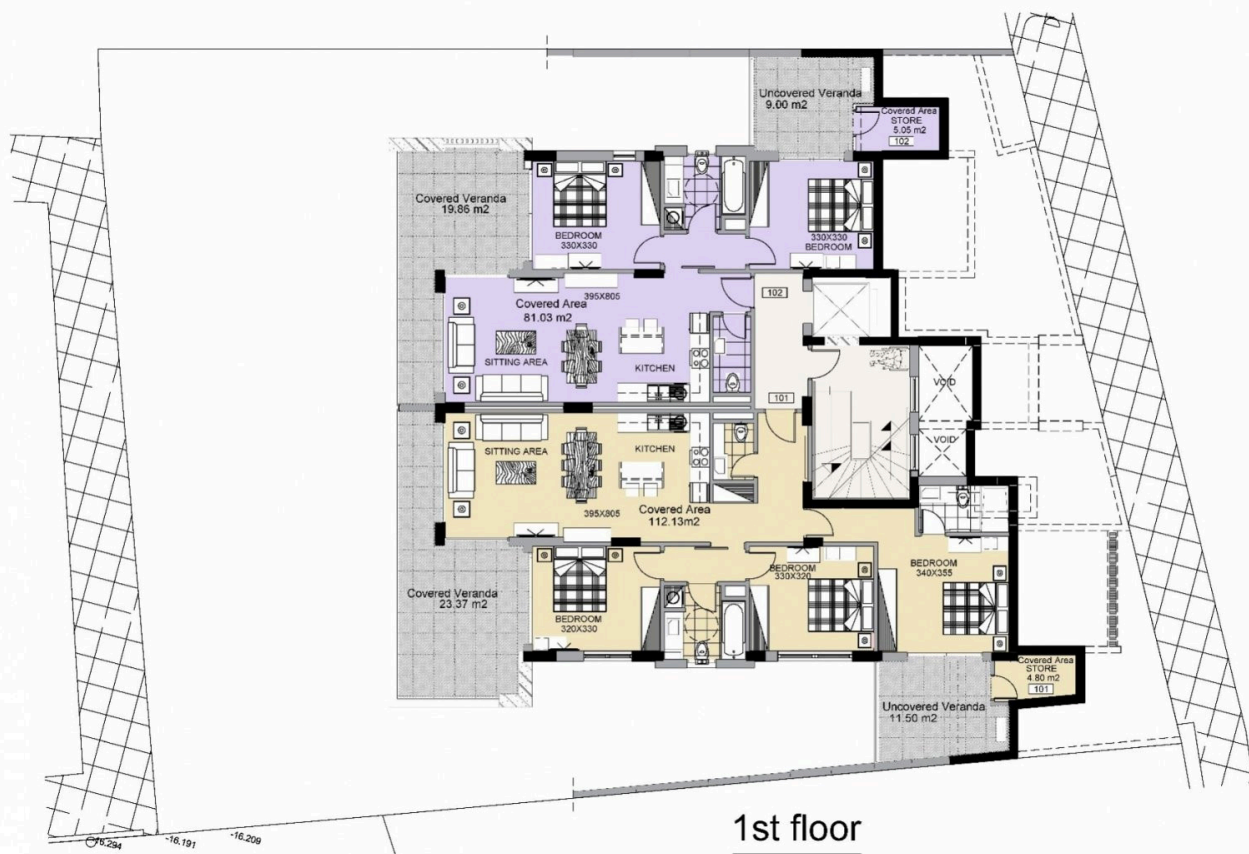 Uncovered Veranda
9.00 m2
Covered Area
STORE
5.05 m2
102
Covered Veranda
19.86 m2
BEDROOM
330X330
330X330
BEDROOM
395X805
Covered Area
81.03 m2
102
SITTING AREA
KITCHEN
VOID
101
SITTING AREA
KITCHEN
VOID
395X805
Covered Area
112.13m2
BEDROOM
330X320
BEDROOM
340X355
Covered Veranda
23.37 m2
BEDROOM
320X330
Covered Area
STORE
4.80 m2
101
Uncovered Veranda
11.50 m2
1st floor
-16.294
-16.191
-16.209